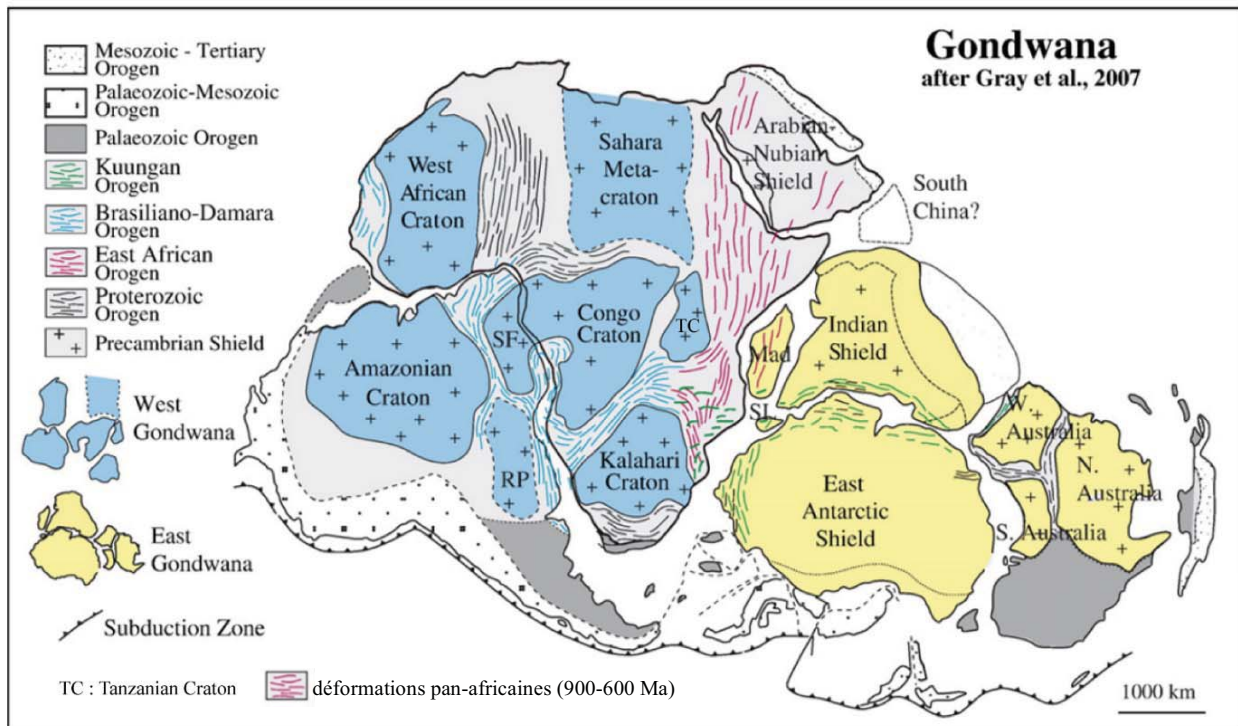 Gondwana
after Gray et al., 2007
Mesozoic - Tertiary
Orogen
Palaeozoic-Mesozoic
Orogen
Palaeozoic Orogen
Kuungan
Orogen
Brasiliano-Damara
Orogen
East African
Orogen
Proterozoic
Orogen
Precambrian Shield
West
Gondwana
East
Gondwana
Subduction Zone
TC : Tanzanian Craton
déformations pan-africaines (900-600 Ma)
West
African
Craton
Sahara
Meta-
craton
Arabian-
Nubian
Shield
South
China?
Congo
Craton
TC
SF
Amazonian
Craton
Mad
Indian
Shield
SL
RP
Kalahari
Craton
East
Antarctic
Shield
W.
Australia
N.
Australia
S. Australia
1000 km